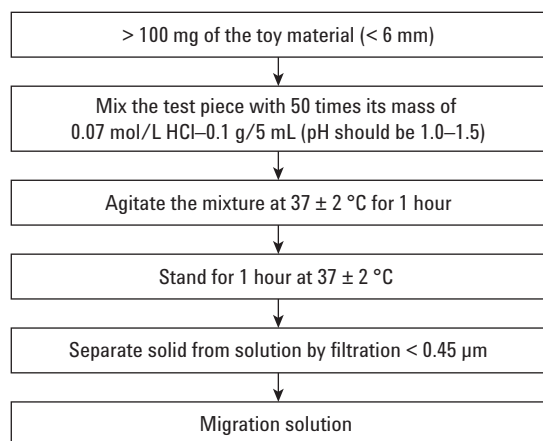 > 100 mg of the toy material (< 6 mm)
Mix the test piece with 50 times its mass of
0.07 mol/L HCl–0.1 g/5 mL (pH should be 1.0–1.5)
Agitate the mixture at 37 ± 2 °C for 1 hour
Stand for 1 hour at 37 ± 2 °C
Separate solid from solution by filtration < 0.45 µm
Migration solution